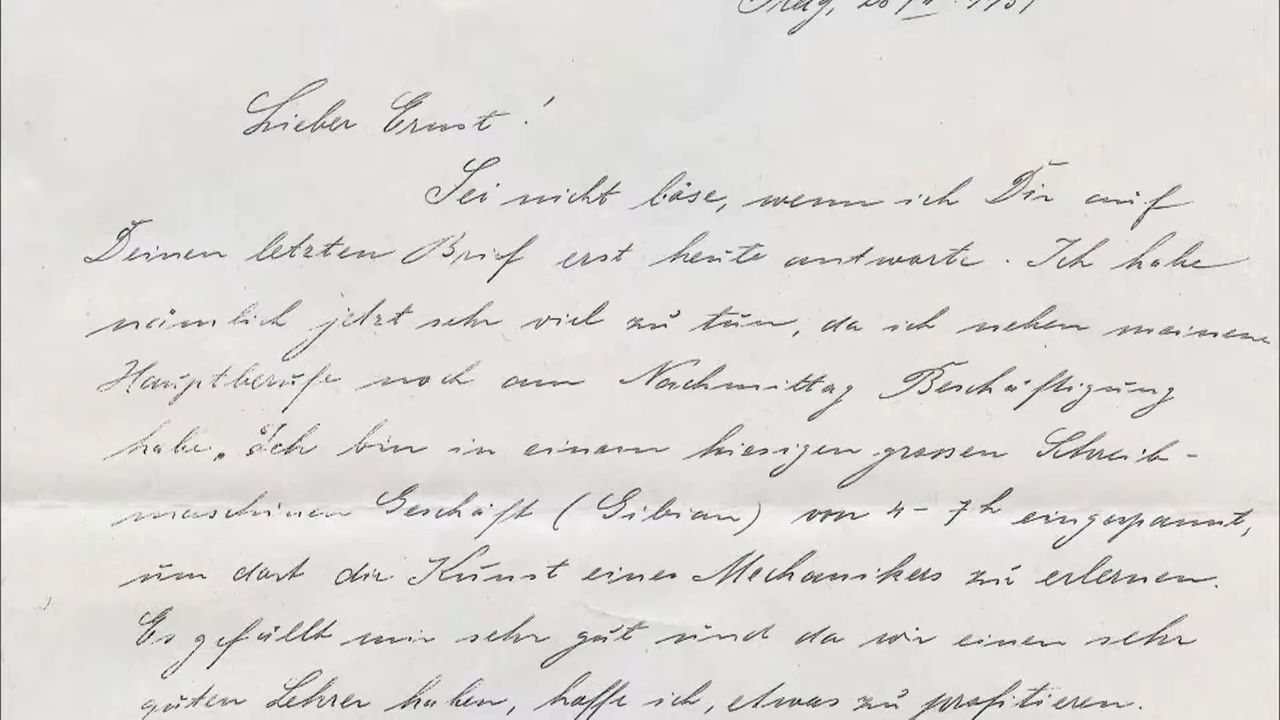 Prag,
Lieber Ernst!
Sei nicht böse, wenn ich Dir auf
Deinen letzten Brief erst heute antworte. Ich habe
nämlich jetzt sehr viel zu tun, da ich neben meinem
Hauptberufe noch am Nachmittag Beschäftigung
habe. Ich bin in einem hiesigen grossen Schreib-
maschinen Geschäft (Gibian) von 4-7h eingespannt,
um dort die Kunst eines Mechanikers zu erlernen.
Es gefällt mir sehr gut und da wir einen sehr
guten Lehrer haben, hoffe ich, etwas zu profitieren.